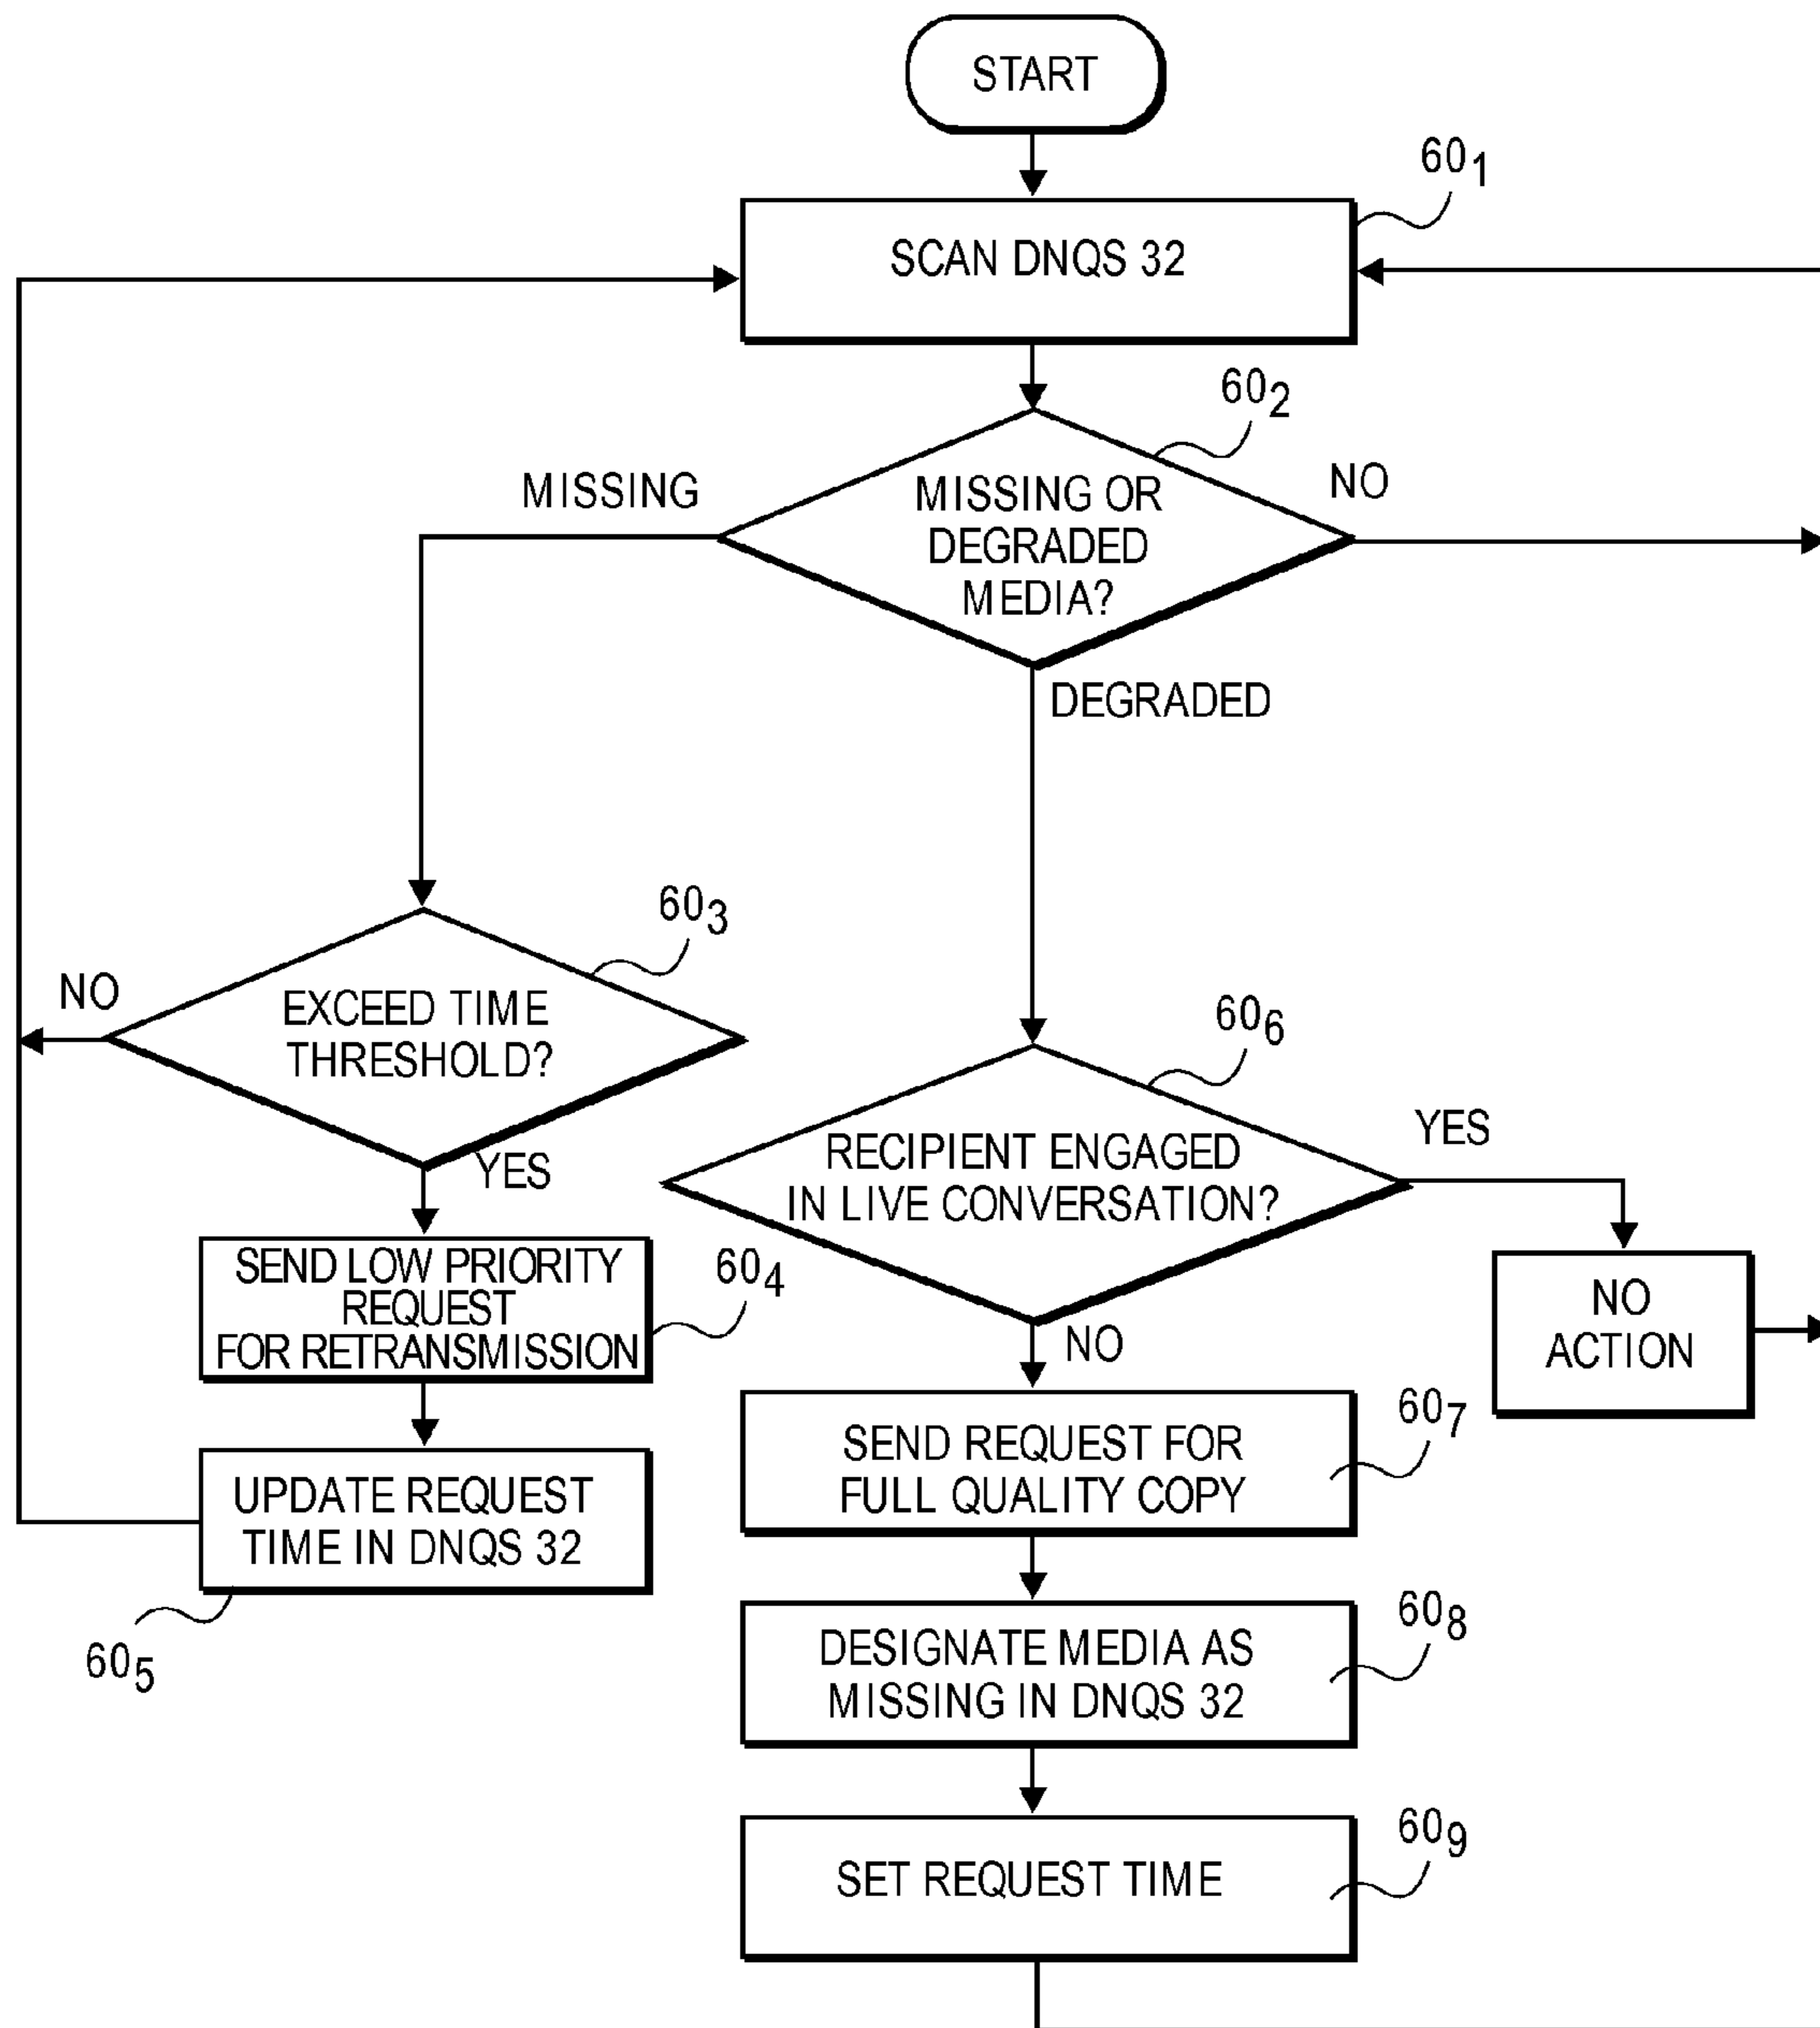 START
60₁
SCAN DNQS 32
60₂
MISSING
MISSING OR
DEGRADED
MEDIA?
NO
DEGRADED
60₃
NO
EXCEED TIME
THRESHOLD?
YES
60₆
RECIPIENT ENGAGED
IN LIVE CONVERSATION?
YES
NO
SEND LOW PRIORITY
REQUEST
FOR RETRANSMISSION
60₄
NO
ACTION
SEND REQUEST FOR
FULL QUALITY COPY
60₇
UPDATE REQUEST
TIME IN DNQS 32
60₅
DESIGNATE MEDIA AS
MISSING IN DNQS 32
60₈
SET REQUEST TIME
60₉